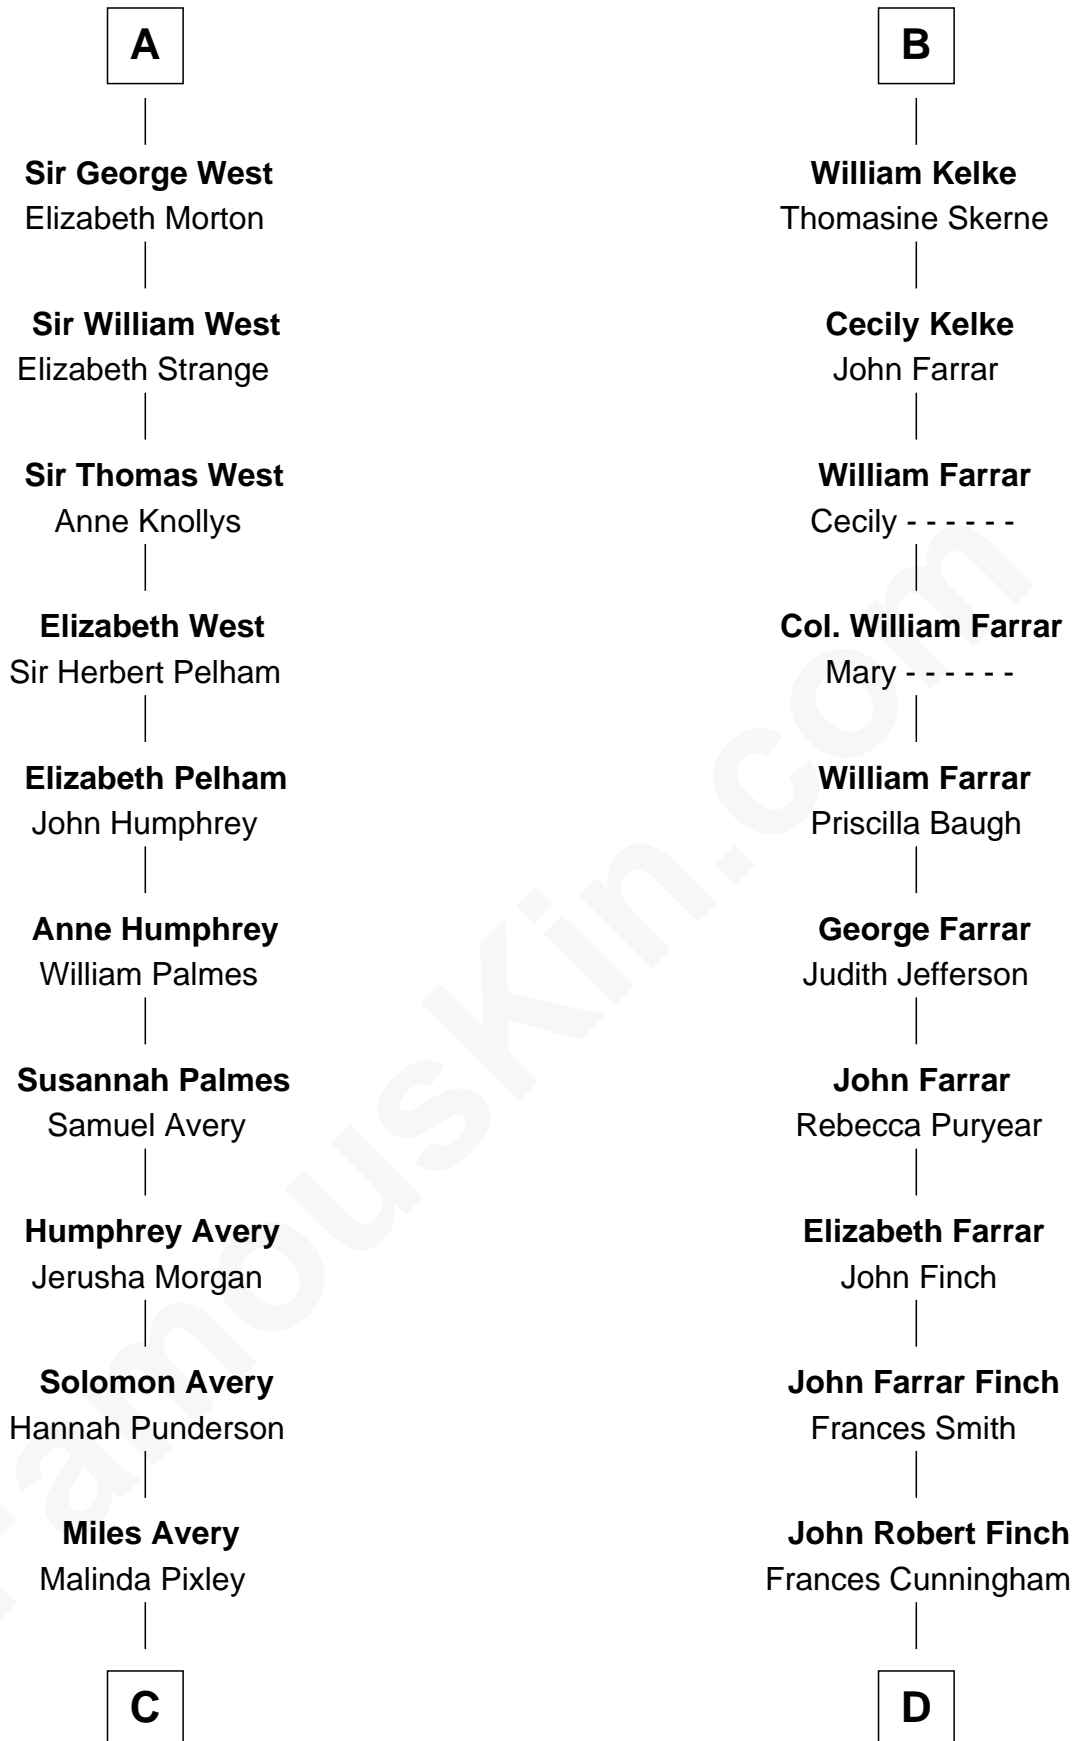 A
Sir George West
Elizabeth Morton
Sir William West
Elizabeth Strange
Sir Thomas West
Anne Knollys
Elizabeth West
Sir Herbert Pelham
Elizabeth Pelham
John Humphrey
Anne Humphrey
William Palmes
Susannah Palmes
Samuel Avery
Humphrey Avery
Jerusha Morgan
Solomon Avery
Hannah Punderson
Miles Avery
Malinda Pixley
C
B
William Kelke
Thomasine Skerne
Cecily Kelke
John Farrar
William Farrar
Cecily - - - - - -
Col. William Farrar
Mary - - - - - -
William Farrar
Priscilla Baugh
George Farrar
Judith Jefferson
John Farrar
Rebecca Puryear
Elizabeth Farrar
John Finch
John Farrar Finch
Frances Smith
John Robert Finch
Frances Cunningham
D
FamousKin.com